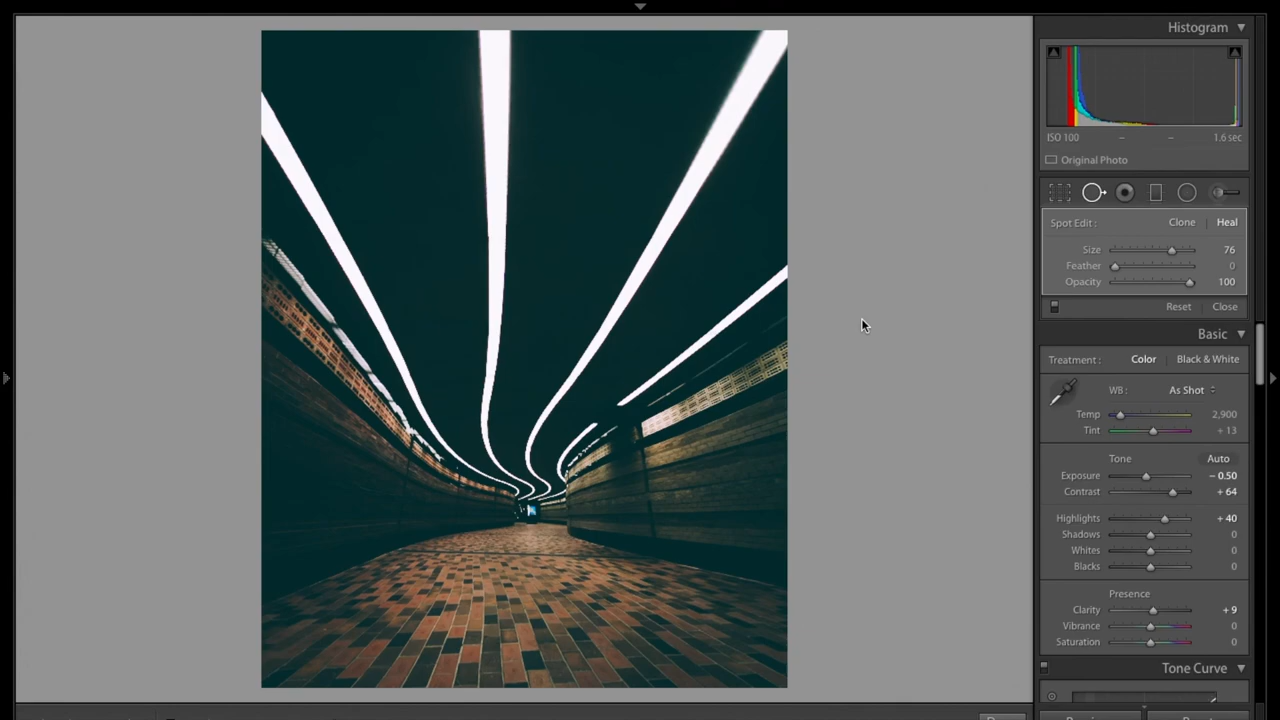 Histogram
ISO 100 – – 1.6 sec
Original Photo
Spot Edit : Clone | Heal
Size 76
Feather 0
Opacity 100
Reset Close
Basic
Treatment : Color | Black & White
WB : As Shot
Temp 2,900
Tint + 13
Tone Auto
Exposure – 0.50
Contrast + 64
Highlights + 40
Shadows 0
Whites 0
Blacks 0
Presence
Clarity + 9
Vibrance 0
Saturation 0
Tone Curve